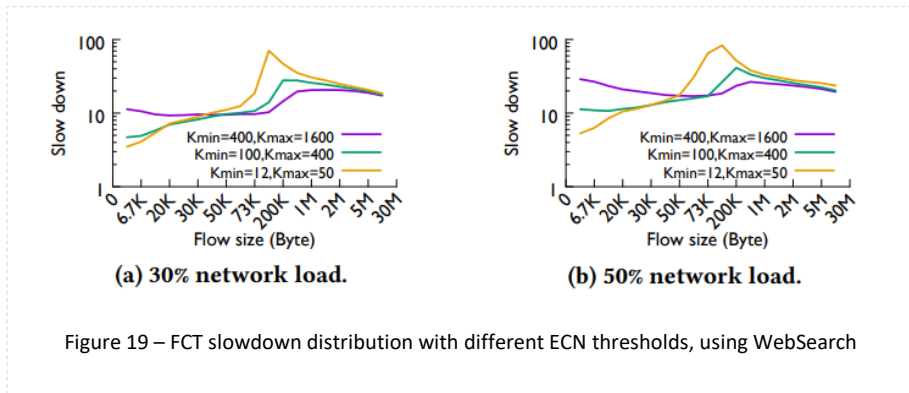 100
Slow down
10
1
Kmin=400,Kmax=1600
Kmin=100,Kmax=400
Kmin=12,Kmax=50
0 6.7K 20K 30K 50K 73K 200K 1M 2M 5M 30M
Flow size (Byte)
(a) 30% network load.
100
Slow down
10
1
Kmin=400,Kmax=1600
Kmin=100,Kmax=400
Kmin=12,Kmax=50
0 6.7K 20K 30K 50K 73K 200K 1M 2M 5M 30M
Flow size (Byte)
(b) 50% network load.
Figure 19 – FCT slowdown distribution with different ECN thresholds, using WebSearch